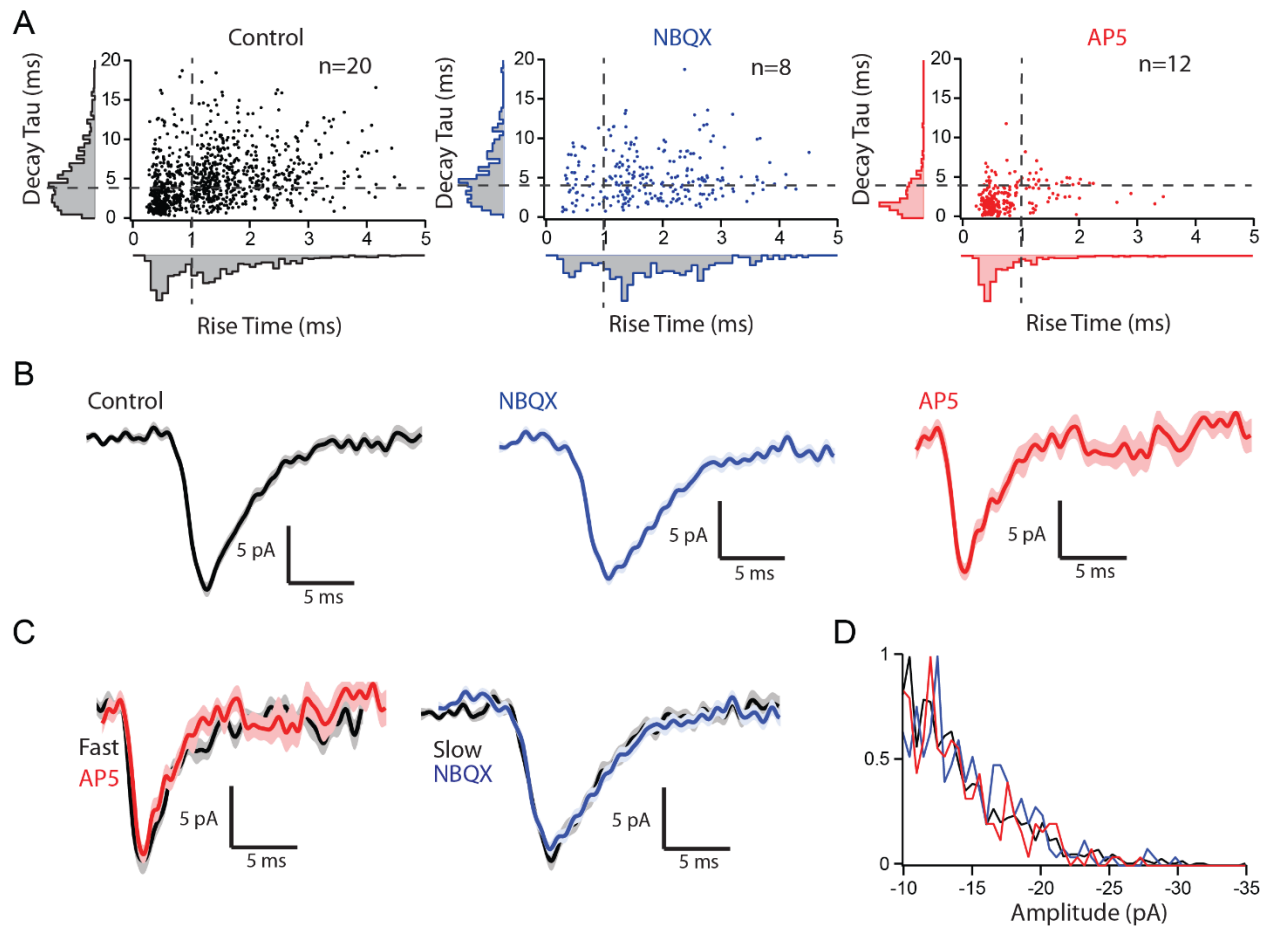 A
Control
NBQX
AP5
n=20
n=8
n=12
Decay Tau (ms)
20
15
10
5
0
0 1 2 3 4 5
Rise Time (ms)
Decay Tau (ms)
20
15
10
5
0
0 1 2 3 4 5
Rise Time (ms)
Decay Tau (ms)
20
15
10
5
0
0 1 2 3 4 5
Rise Time (ms)
B
Control
5 pA
5 ms
NBQX
5 pA
5 ms
AP5
5 pA
5 ms
C
Fast
AP5
5 pA
5 ms
Slow
NBQX
5 pA
5 ms
D
1
0.5
0
-10 -15 -20 -25 -30 -35
Amplitude (pA)